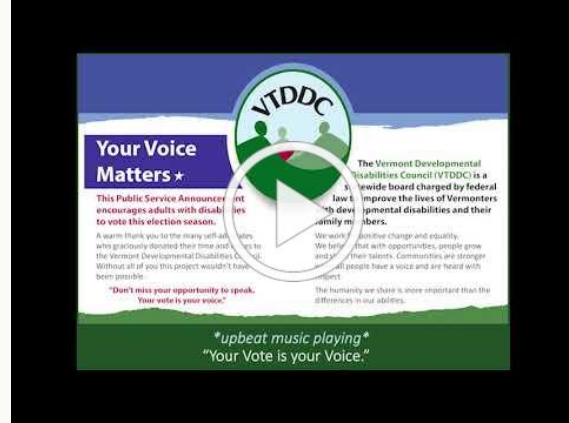 VTDDC
Your Voice
Matters ★
This Public Service Announcement
encourages adults with disabilities
to vote this election season.
A warm thank you to the many self-advocates
who graciously donated their time and voices to
the Vermont Developmental Disabilities Council.
Without all of you this project wouldn't have
been possible.
"Don't miss your opportunity to speak.
Your vote is your voice."
The Vermont Developmental
Disabilities Council (VTDDC) is a
statewide board charged by federal
law to improve the lives of Vermonters
with developmental disabilities and their
family members.
We work for positive change and equality.
We believe that with opportunities, people grow
and share their talents. Communities are stronger
when all people have a voice and are heard with
respect.
The humanity we share is more important than the
differences in our abilities.
*upbeat music playing*
"Your Vote is your Voice."